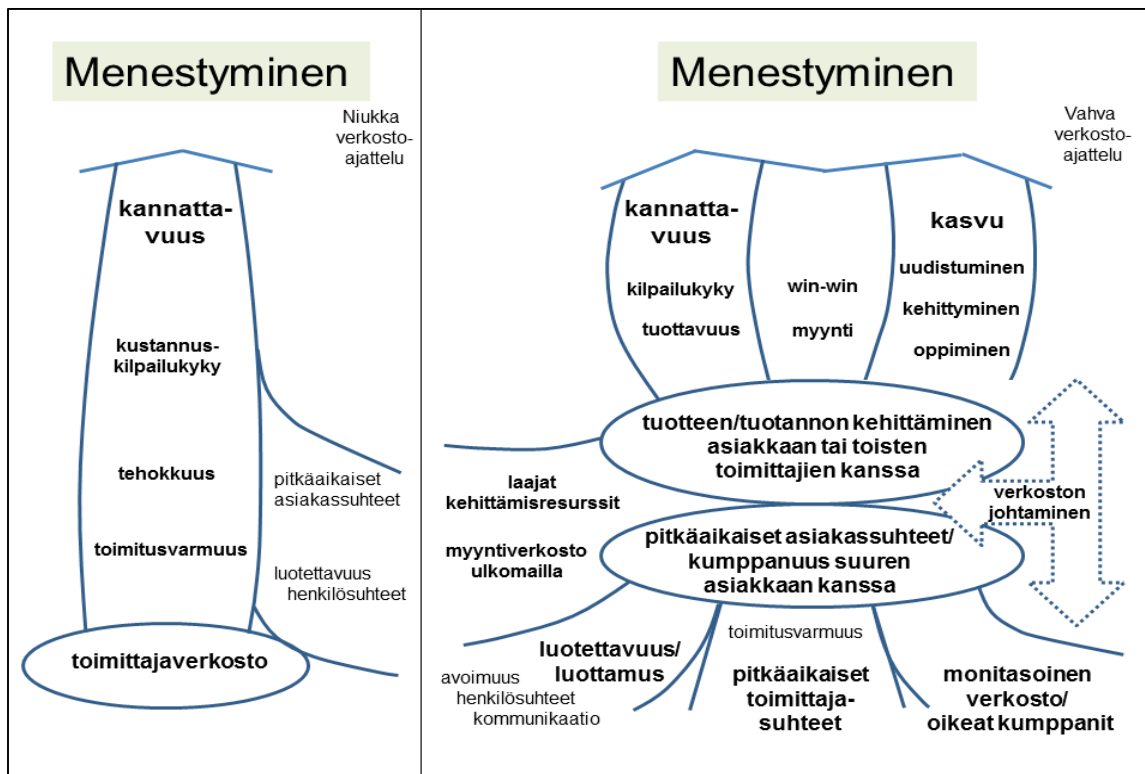 Menestyminen
Niukka
verkosto-
ajattelu
kannatta-
vuus
kustannus-
kilpailukyky
tehokkuus
pitkäaikaiset
asiakassuhteet
toimitusvarmuus
luotettavuus
henkilösuhteet
toimittajaverkosto
Menestyminen
Vahva
verkosto-
ajattelu
kannatta-
vuus
kilpailukyky
tuottavuus
win-win
myynti
kasvu
uudistuminen
kehittyminen
oppiminen
tuotteen/tuotannon kehittäminen
asiakkaan tai toisten
toimittajien kanssa
laajat
kehittämisresurssit
verkoston
johtaminen
myyntiverkosto
ulkomailla
pitkäaikaiset asiakassuhteet/
kumppanuus suuren
asiakkaan kanssa
toimitusvarmuus
luotettavuus/
luottamus
avoimuus
henkilösuhteet
kommunikaatio
pitkäaikaiset
toimittaja-
suhteet
monitasoinen
verkosto/
oikeat kumppanit